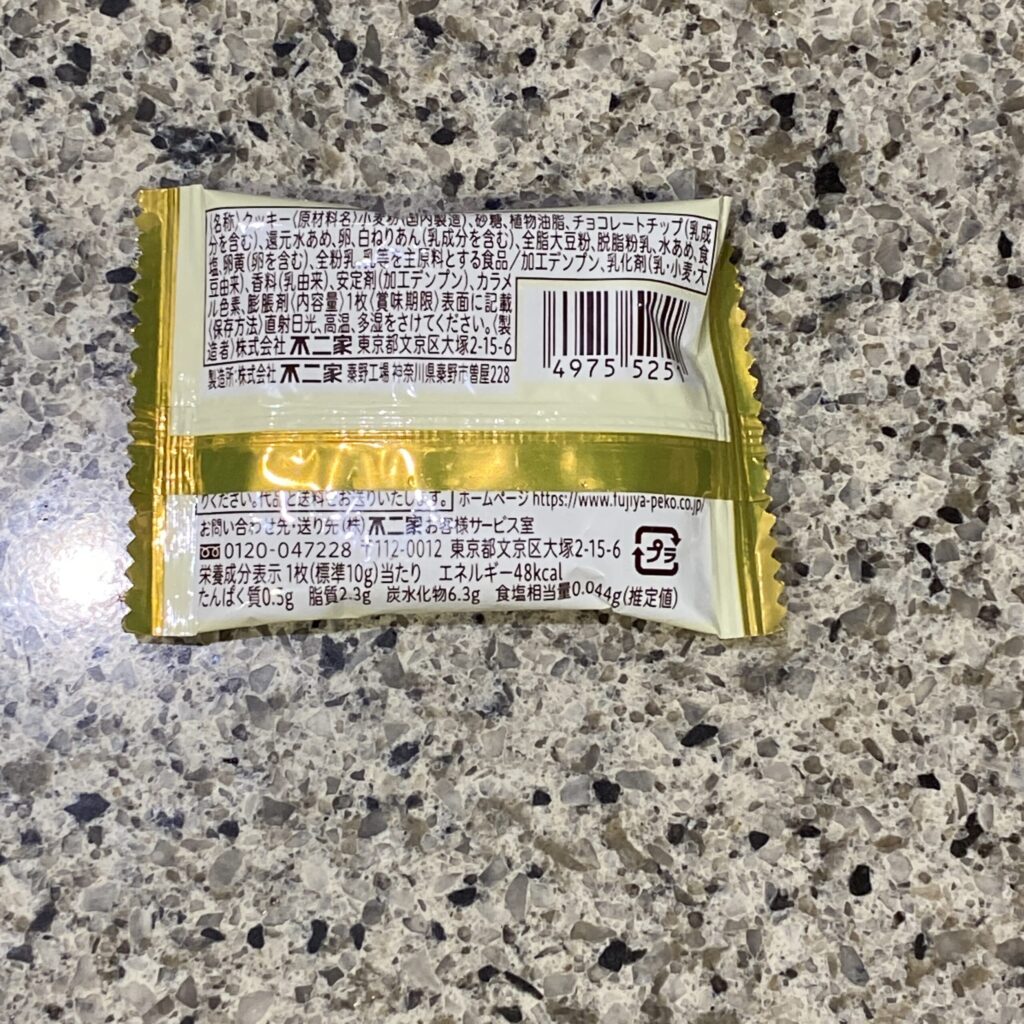 (名称)クッキー(原材料名)小麦粉(国内製造)、砂糖、植物油脂、チョコレートチップ(乳成
分を含む)、還元水あめ、卵、白ねりあん(乳成分を含む)、全脂大豆粉、脱脂粉乳、水あめ、食
塩、卵黄(卵を含む)、全粉乳、乳等を主原料とする食品/加工デンプン、乳化剤(乳・小麦・大
豆由来)、香料(乳由来)、安定剤(加工デンプン)、カラメ
ル色素、膨脹剤(内容量)1枚(賞味期限)表面に記載
(保存方法)直射日光、高温、多湿をさけてください。(製
造者)株式会社 不二家 東京都文京区大塚2-15-6
製造所:株式会社 不二家 秦野工場 神奈川県秦野市曽屋228
4975 525
りください。代品と送料をお送りいたします。 ホームページ https://www.fujiya-peko.co.jp/
お問い合わせ先・送り先(株)不二家お客様サービス室
0120-047228 〒112-0012 東京都文京区大塚2-15-6
プラ
栄養成分表示 1枚(標準10g)当たり エネルギー48kcal
たんぱく質0.5g 脂質2.3g 炭水化物6.3g 食塩相当量0.044g(推定値)